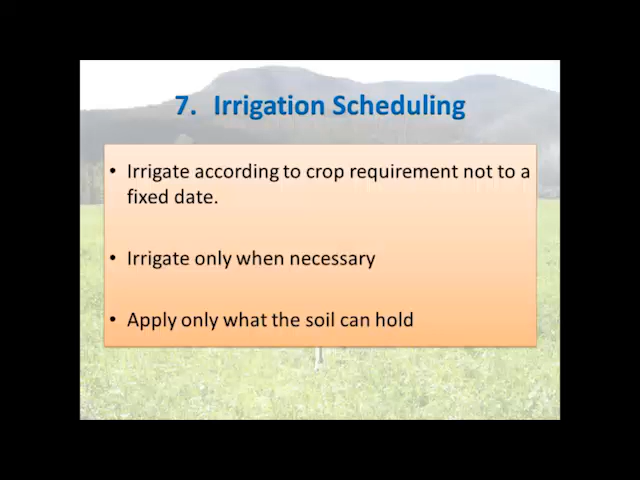 7. Irrigation Scheduling
• Irrigate according to crop requirement not to a
fixed date.
• Irrigate only when necessary
• Apply only what the soil can hold